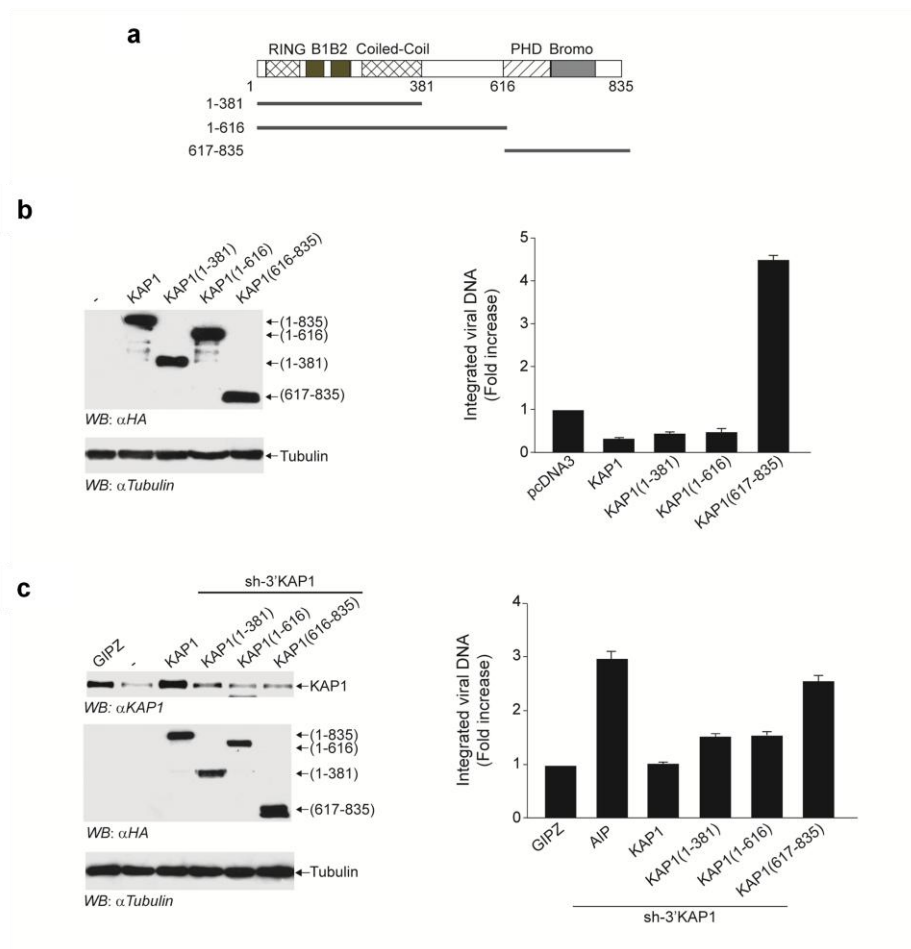 a
RING B1B2 Coiled-Coil PHD Bromo
1 381 616 835
1-381
1-616
617-835
b
- KAP1 KAP1(1-381) KAP1(1-616) KAP1(616-835)
←(1-835)
←(1-616)
←(1-381)
←(617-835)
WB: αHA
←Tubulin
WB: αTubulin
Integrated viral DNA
(Fold increase)
5
4
3
2
1
0
pcDNA3 KAP1 KAP1(1-381) KAP1(1-616) KAP1(617-835)
c
sh-3'KAP1
GIPZ - KAP1 KAP1(1-381) KAP1(1-616) KAP1(616-835)
←KAP1
WB: αKAP1
←(1-835)
←(1-616)
←(1-381)
←(617-835)
WB: αHA
←Tubulin
WB: αTubulin
Integrated viral DNA
(Fold increase)
4
3
2
1
0
GIPZ AIP KAP1 KAP1(1-381) KAP1(1-616) KAP1(617-835)
sh-3'KAP1